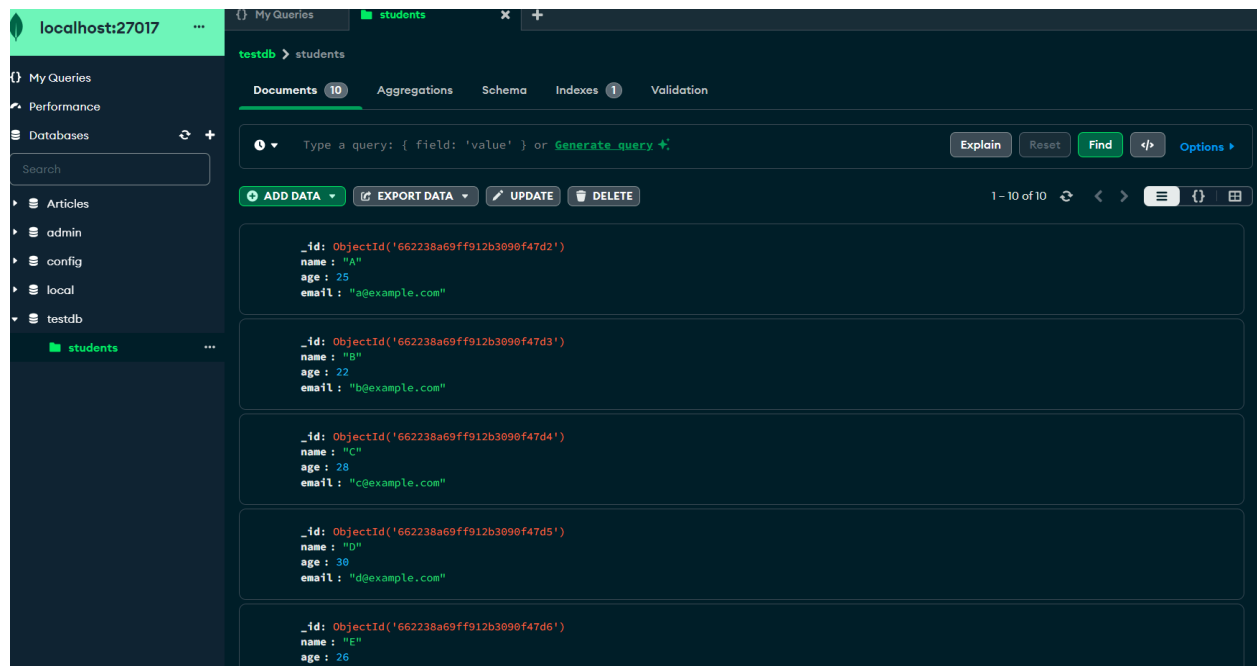 localhost:27017 ...
{} My Queries
Performance
Databases
Search
Articles
admin
config
local
testdb
students ...
{} My Queries
students
testdb > students
Documents 10 Aggregations Schema Indexes 1 Validation
Type a query: { field: 'value' } or Generate query
Explain Reset Find </> Options
ADD DATA EXPORT DATA UPDATE DELETE
1 – 10 of 10 {}
_id: ObjectId('662238a69ff912b3090f47d2')
name : "A"
age : 25
email : "a@example.com"
_id: ObjectId('662238a69ff912b3090f47d3')
name : "B"
age : 22
email : "b@example.com"
_id: ObjectId('662238a69ff912b3090f47d4')
name : "C"
age : 28
email : "c@example.com"
_id: ObjectId('662238a69ff912b3090f47d5')
name : "D"
age : 30
email : "d@example.com"
_id: ObjectId('662238a69ff912b3090f47d6')
name : "E"
age : 26